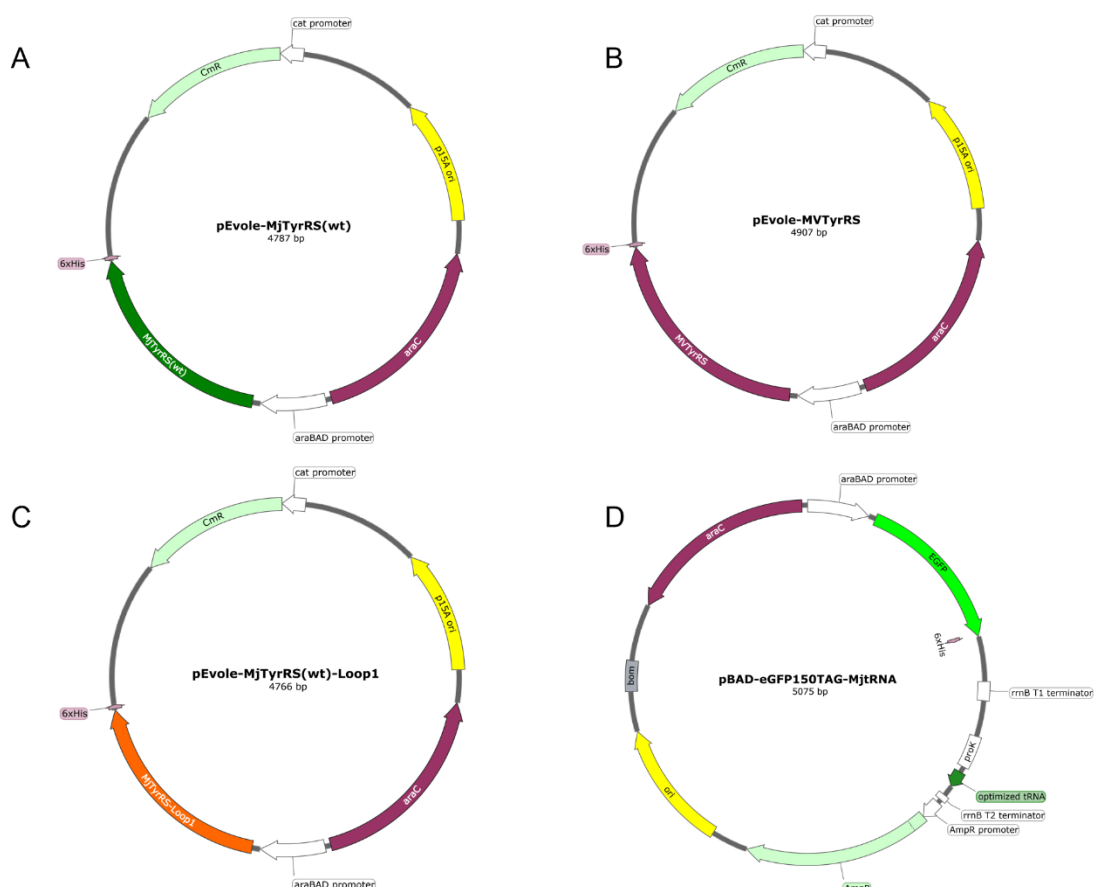 A
cat promoter
CmR
p15A ori
pEvole-MjTyrRS(wt)
4787 bp
6xHis
MjTyrRS(wt)
araC
araBAD promoter
B
cat promoter
CmR
p15A ori
pEvole-MVTyrRS
4907 bp
6xHis
MVTyrRS
araC
araBAD promoter
C
cat promoter
CmR
p15A ori
pEvole-MjTyrRS(wt)-Loop1
4766 bp
6xHis
MjTyrRS-Loop1
araC
araBAD promoter
D
araBAD promoter
araC
EGFP
6xHis
bom
pBAD-eGFP150TAG-MjtRNA
5075 bp
rrnB T1 terminator
proK
optimized tRNA
rrnB T2 terminator
AmpR promoter
ori
AmpR